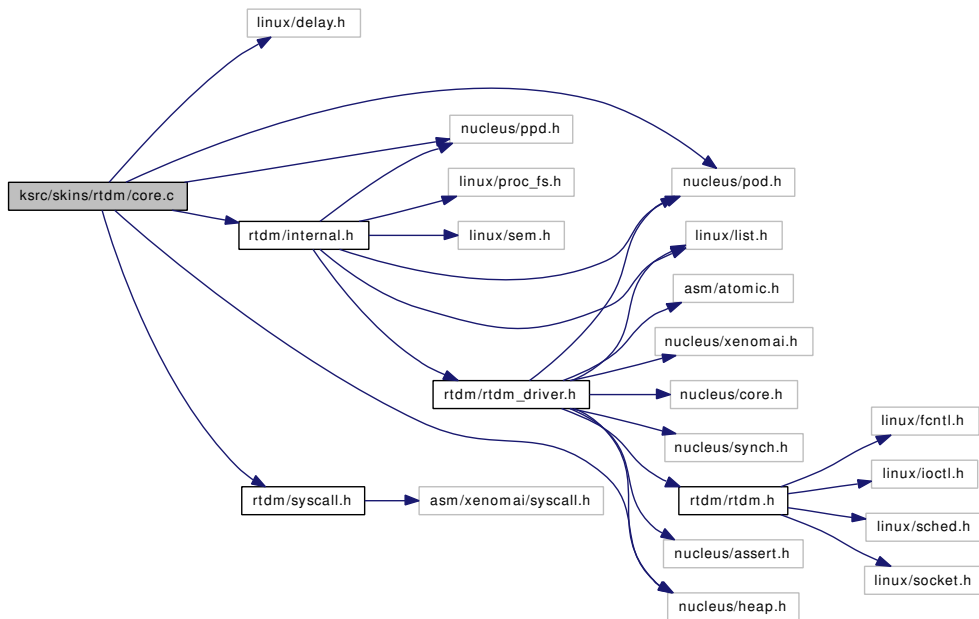 linux/delay.h
nucleus/ppd.h
linux/proc_fs.h
nucleus/pod.h
ksrc/skins/rtdm/core.c
rtdm/internal.h
linux/sem.h
linux/list.h
asm/atomic.h
nucleus/xenomai.h
rtdm/rtdm_driver.h
nucleus/core.h
linux/fcntl.h
nucleus/synch.h
linux/ioctl.h
rtdm/syscall.h
asm/xenomai/syscall.h
rtdm/rtdm.h
linux/sched.h
nucleus/assert.h
linux/socket.h
nucleus/heap.h